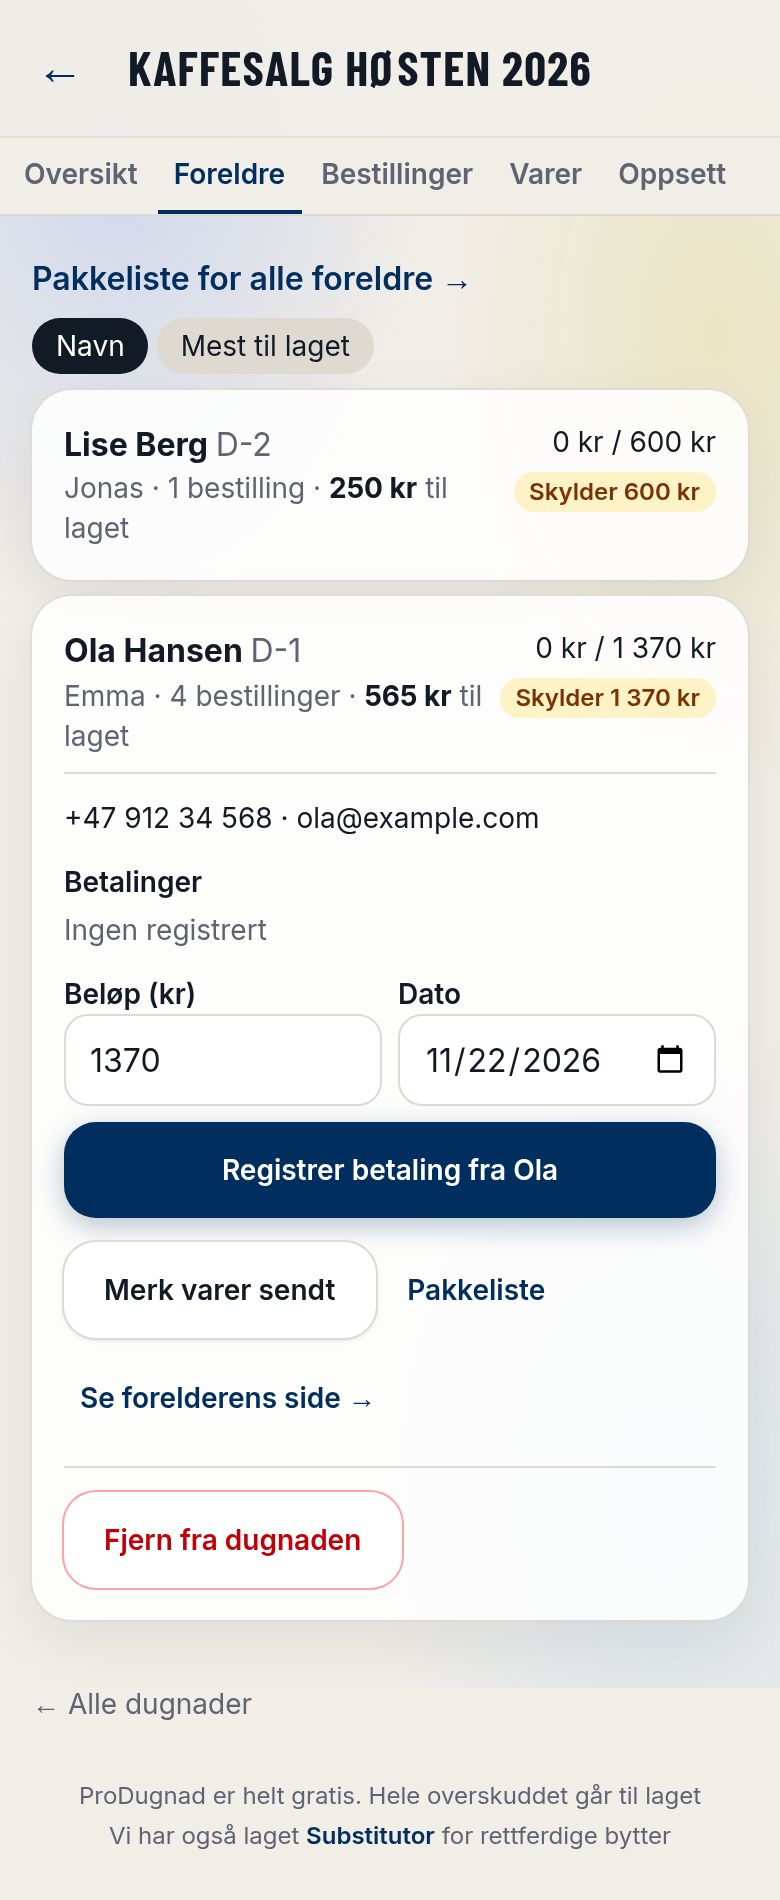 ← KAFFESALG HØSTEN 2026
Oversikt Foreldre Bestillinger Varer Oppsett
Pakkeliste for alle foreldre →
Navn Mest til laget
Lise Berg D-2 0 kr / 600 kr
Jonas · 1 bestilling · 250 kr til Skylder 600 kr
laget
Ola Hansen D-1 0 kr / 1 370 kr
Emma · 4 bestillinger · 565 kr til Skylder 1 370 kr
laget
+47 912 34 568 · ola@example.com
Betalinger
Ingen registrert
Beløp (kr) Dato
1370 11/22/2026
Registrer betaling fra Ola
Merk varer sendt Pakkeliste
Se forelderens side →
Fjern fra dugnaden
← Alle dugnader
ProDugnad er helt gratis. Hele overskuddet går til laget
Vi har også laget Substitutor for rettferdige bytter